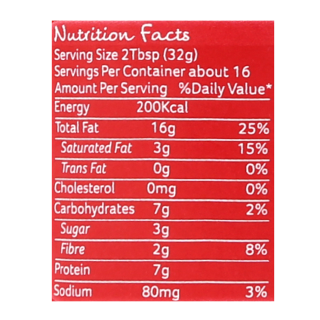 Nutrition Facts
Serving Size 2Tbsp (32g)
Servings Per Container about 16
Amount Per Serving %Daily Value*
Energy 200Kcal
Total Fat 16g 25%
Saturated Fat 3g 15%
Trans Fat 0g 0%
Cholesterol 0mg 0%
Carbohydrates 7g 2%
Sugar 3g
Fibre 2g 8%
Protein 7g
Sodium 80mg 3%